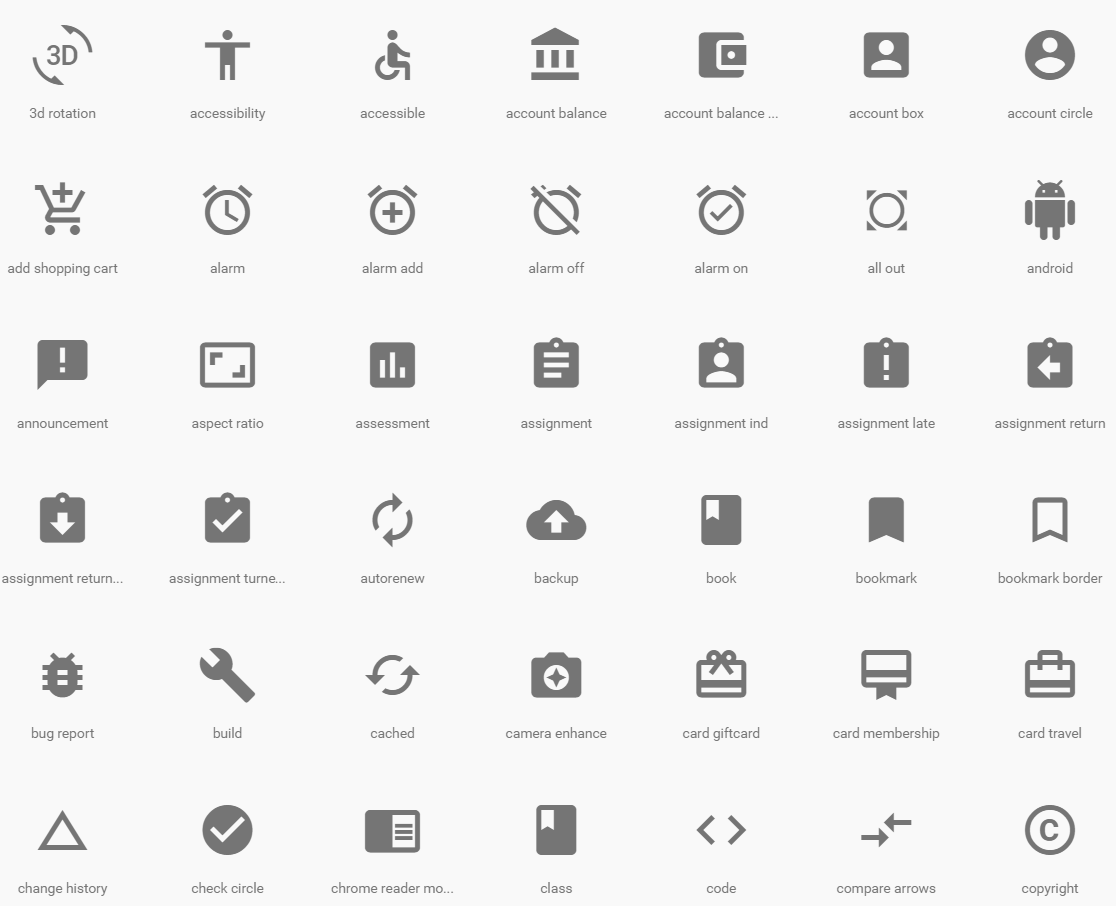 3D
3d rotation
accessibility
accessible
account balance
account balance ...
account box
account circle
add shopping cart
alarm
alarm add
alarm off
alarm on
all out
android
announcement
aspect ratio
assessment
assignment
assignment ind
assignment late
assignment return
assignment return...
assignment turne...
autorenew
backup
book
bookmark
bookmark border
bug report
build
cached
camera enhance
card giftcard
card membership
card travel
C
change history
check circle
chrome reader mo...
class
code
compare arrows
copyright